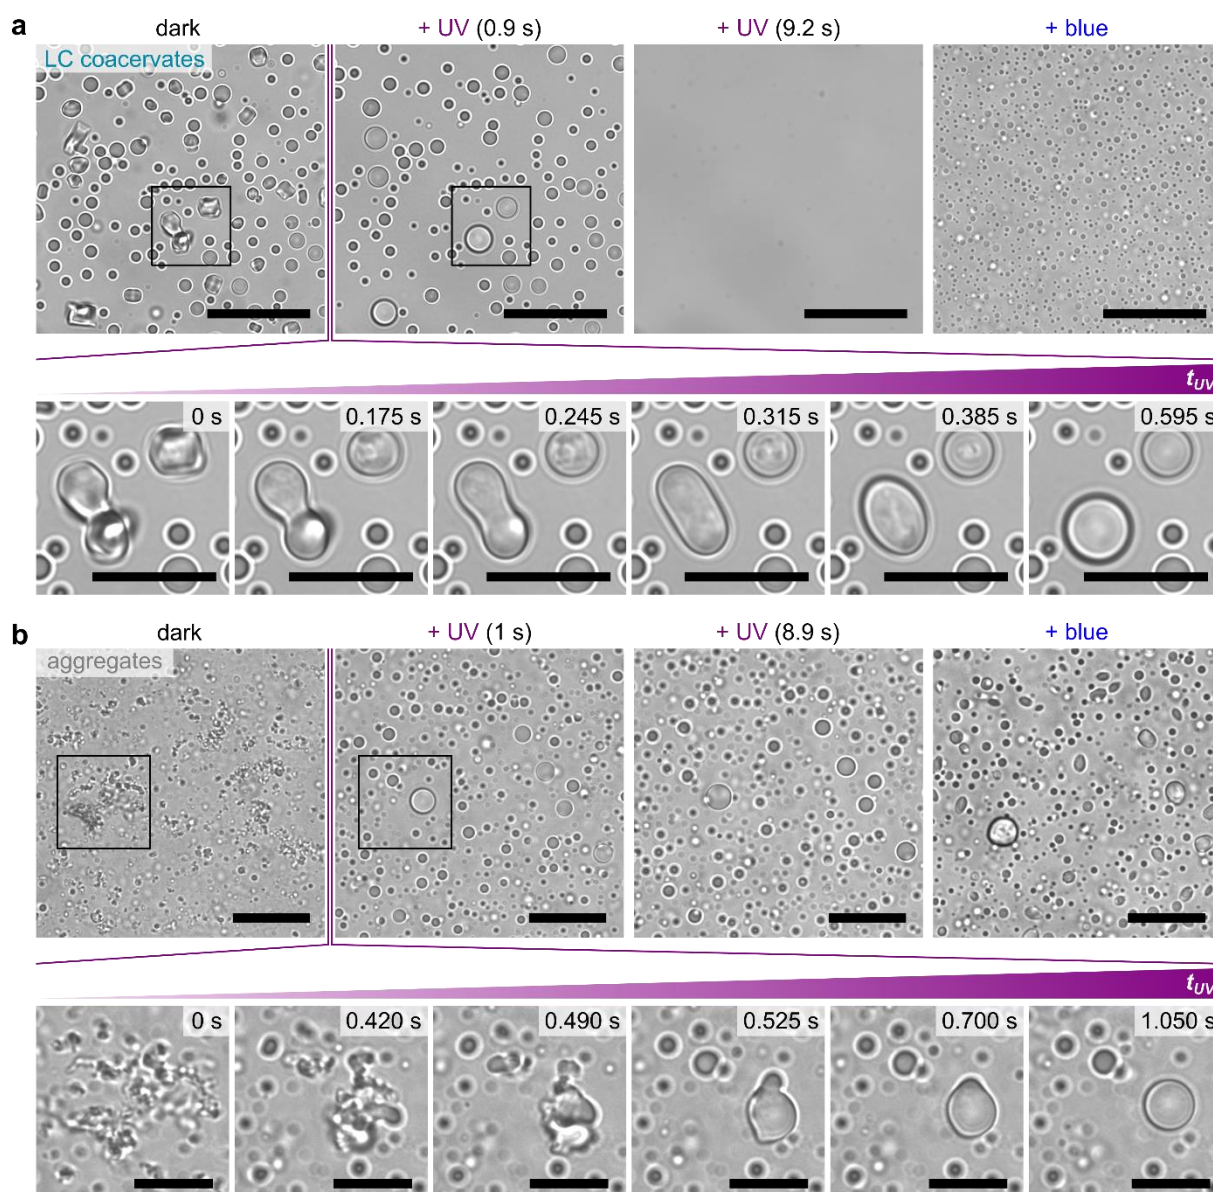 a
dark
+ UV (0.9 s)
+ UV (9.2 s)
+ blue
LC coacervates
tUV
0 s
0.175 s
0.245 s
0.315 s
0.385 s
0.595 s
b
dark
+ UV (1 s)
+ UV (8.9 s)
+ blue
aggregates
tUV
0 s
0.420 s
0.490 s
0.525 s
0.700 s
1.050 s